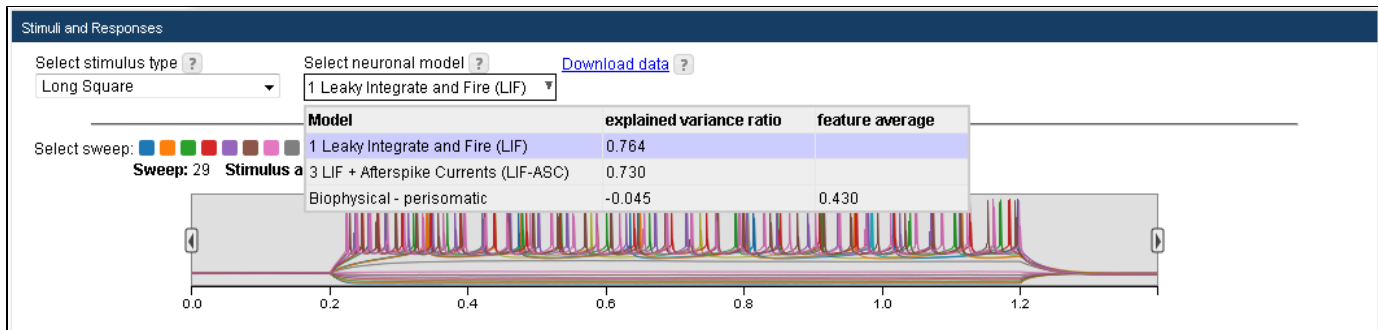 Stimuli and Responses
Select stimulus type ? Select neuronal model ? Download data ?
Long Square 1 Leaky Integrate and Fire (LIF)
Model explained variance ratio feature average
Select sweep: 1 Leaky Integrate and Fire (LIF) 0.764
Sweep: 29 Stimulus a 3 LIF + Afterspike Currents (LIF-ASC) 0.730
Biophysical - perisomatic -0.045 0.430
0.0 0.2 0.4 0.6 0.8 1.0 1.2